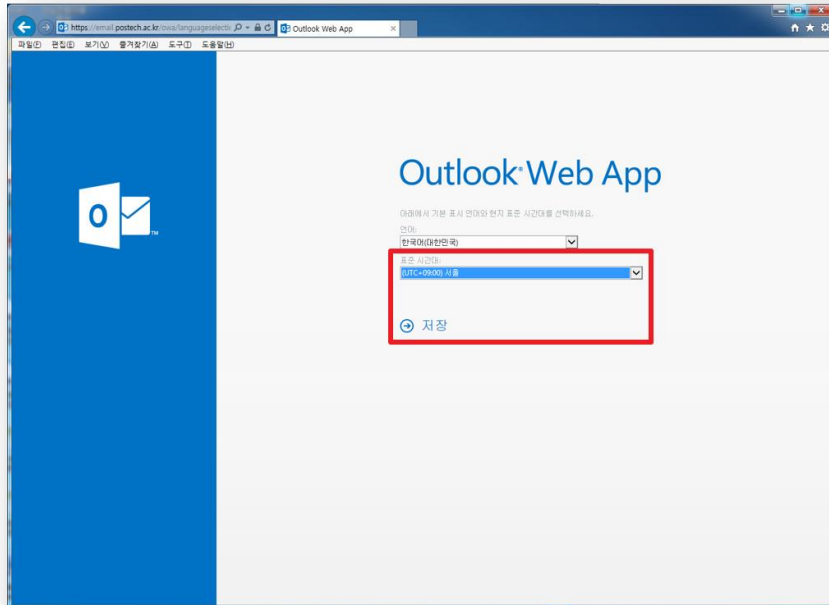 https://email.postech.ac.kr/owa/languageselecti
Outlook Web App
파일(F) 편집(E) 보기(V) 즐겨찾기(A) 도구(T) 도움말(H)
Outlook Web App
아래에서 기본 표시 언어와 현지 표준 시간대를 선택하세요.
언어:
한국어(대한민국)
표준 시간대:
(UTC+09:00) 서울
저장
O
TM